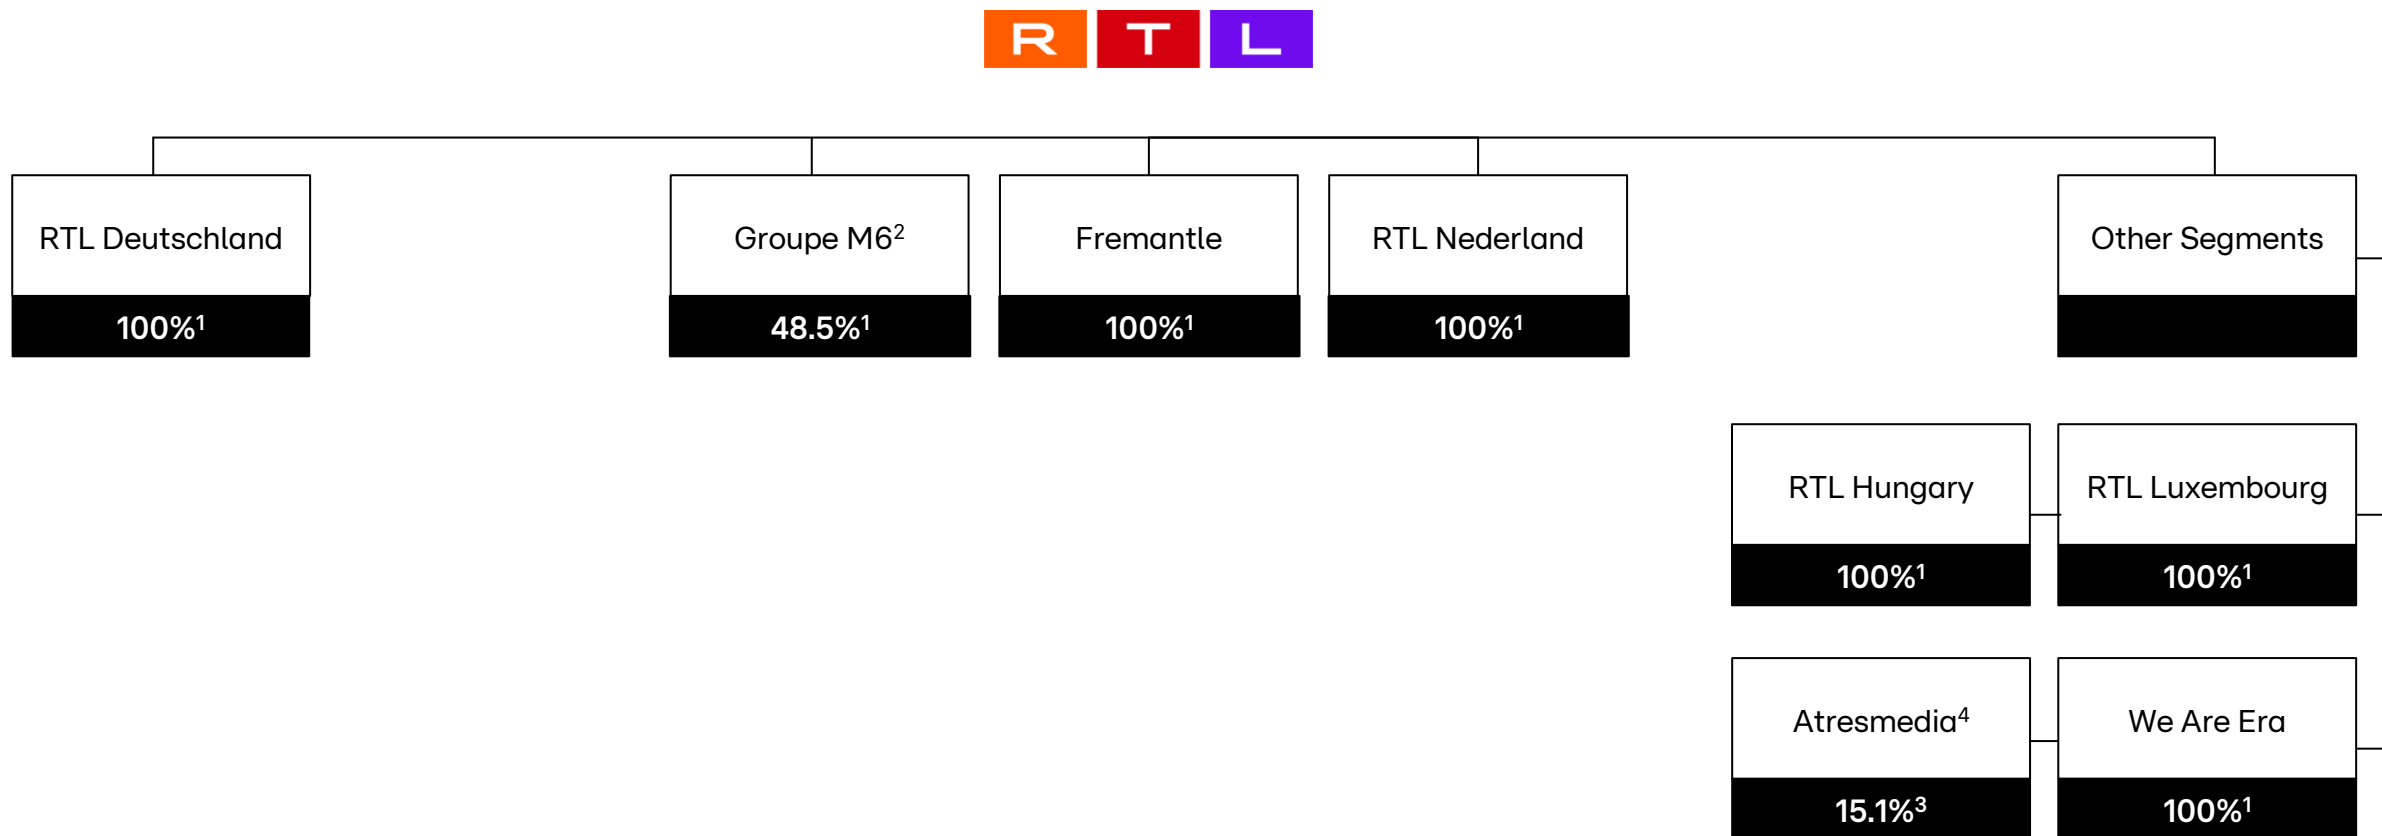 R T L
RTL Deutschland
100%¹
Groupe M6²
48.5%¹
Fremantle
100%¹
RTL Nederland
100%¹
Other Segments
RTL Hungary
100%¹
RTL Luxembourg
100%¹
Atresmedia⁴
15.1%³
We Are Era
100%¹